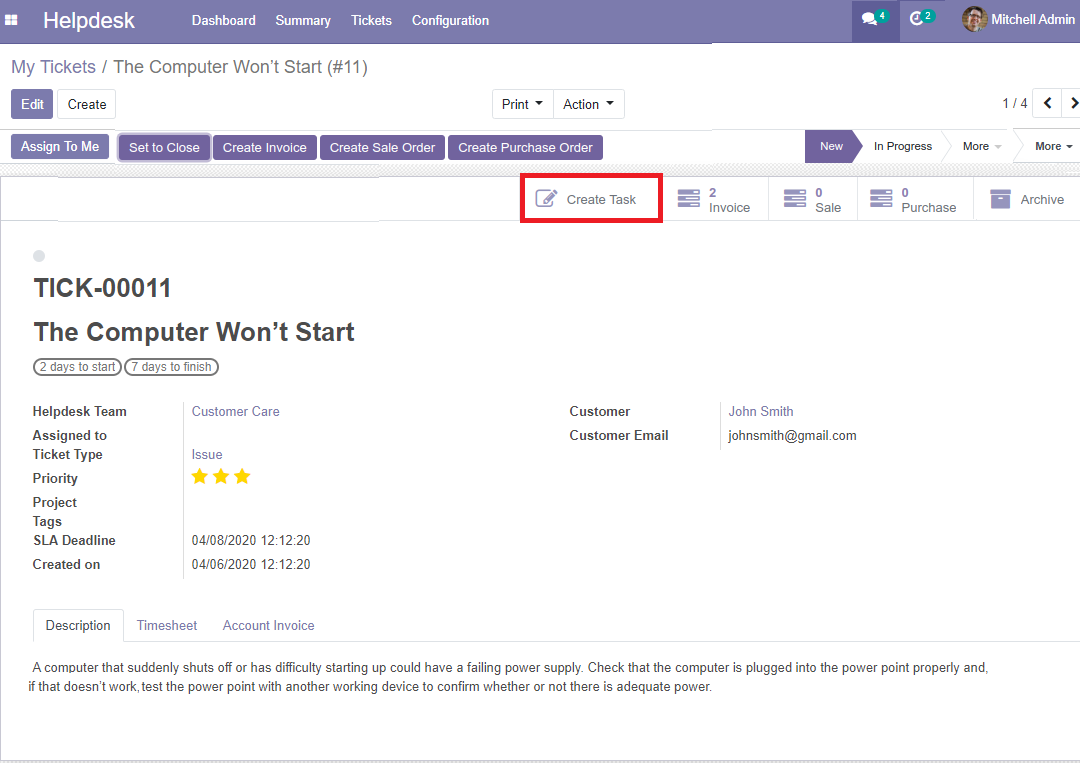 Helpdesk Dashboard Summary Tickets Configuration 4 2 Mitchell Admin
My Tickets / The Computer Won’t Start (#11)
Edit Create Print Action 1 / 4
Assign To Me Set to Close Create Invoice Create Sale Order Create Purchase Order New In Progress More More
Create Task 2 Invoice 0 Sale 0 Purchase Archive
TICK-00011
The Computer Won’t Start
2 days to start 7 days to finish
Helpdesk Team Customer Care Customer John Smith
Assigned to Customer Email johnsmith@gmail.com
Ticket Type Issue
Priority
Project
Tags
SLA Deadline 04/08/2020 12:12:20
Created on 04/06/2020 12:12:20
Description Timesheet Account Invoice
A computer that suddenly shuts off or has difficulty starting up could have a failing power supply. Check that the computer is plugged into the power point properly and,
if that doesn’t work, test the power point with another working device to confirm whether or not there is adequate power.